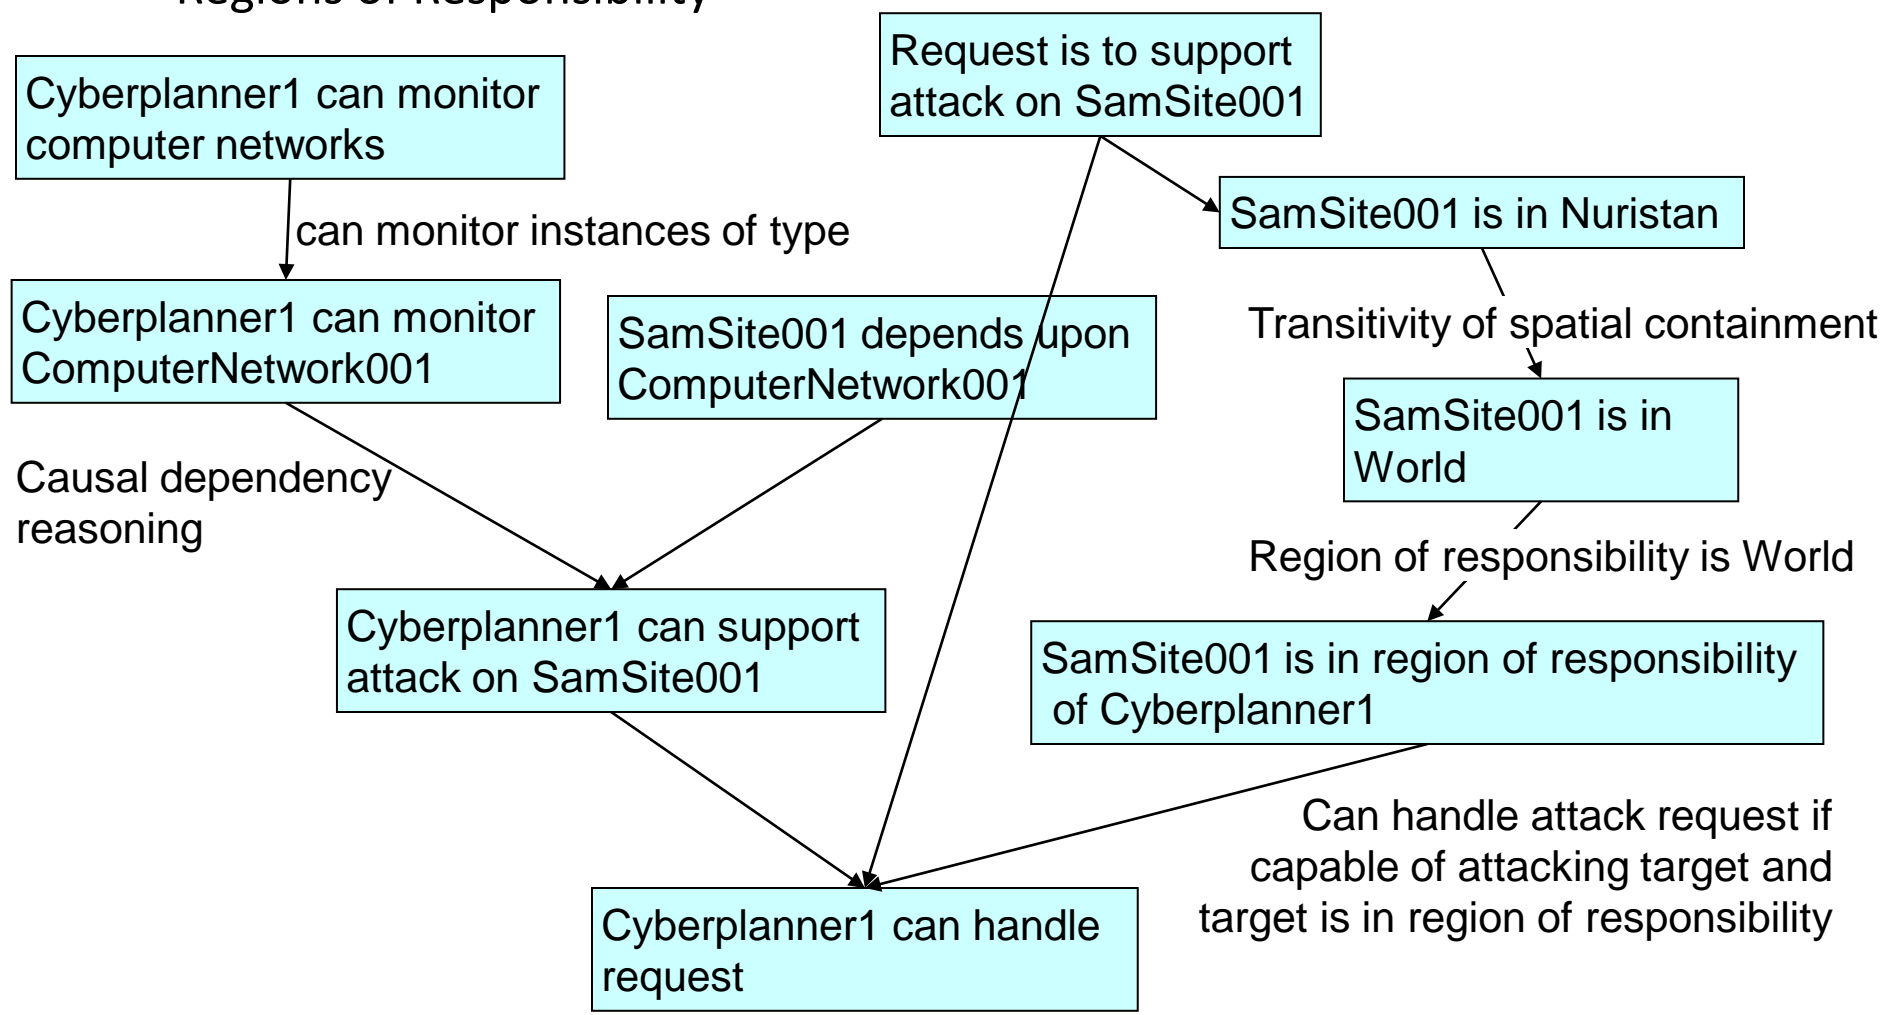 Regions of Responsibility
Request is to support
attack on SamSite001
Cyberplanner1 can monitor
computer networks
SamSite001 is in Nuristan
can monitor instances of type
Cyberplanner1 can monitor
ComputerNetwork001
SamSite001 depends upon
ComputerNetwork001
Transitivity of spatial containment
SamSite001 is in
World
Causal dependency
reasoning
Region of responsibility is World
Cyberplanner1 can support
attack on SamSite001
SamSite001 is in region of responsibility
of Cyberplanner1
Can handle attack request if
capable of attacking target and
target is in region of responsibility
Cyberplanner1 can handle
request